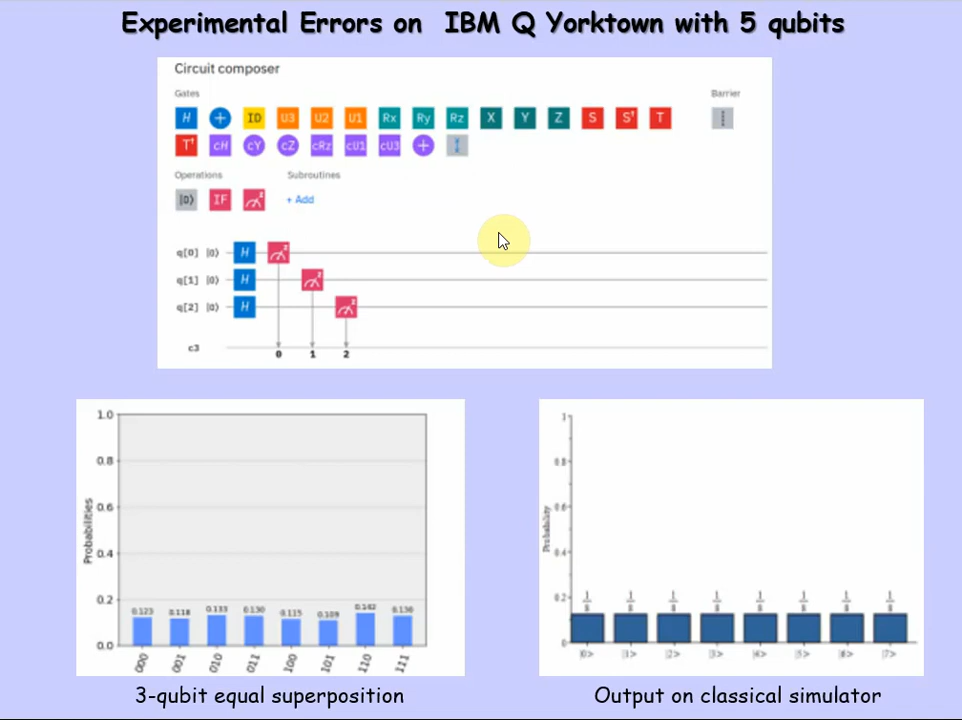 Experimental Errors on IBM Q Yorktown with 5 qubits
Circuit composer
Gates
Barrier
H + ID U3 U2 U1 Rx Ry Rz X Y Z S S† T
T† cH cY cZ cRz cU1 cU3 +
Operations Subroutines
|0⟩ IF z + Add
q[0] |0⟩ H z
q[1] |0⟩ H z
q[2] |0⟩ H z
c3
0 1 2
Probabilities
1.0
0.8
0.6
0.4
0.2
0.0
0.123 0.118 0.133 0.130 0.115 0.109 0.142 0.130
000 001 010 011 100 101 110 111
3-qubit equal superposition
Probability
1
0.8
0.6
0.4
0.2
0
1/8 1/8 1/8 1/8 1/8 1/8 1/8 1/8
|0> |1> |2> |3> |4> |5> |6> |7>
Output on classical simulator